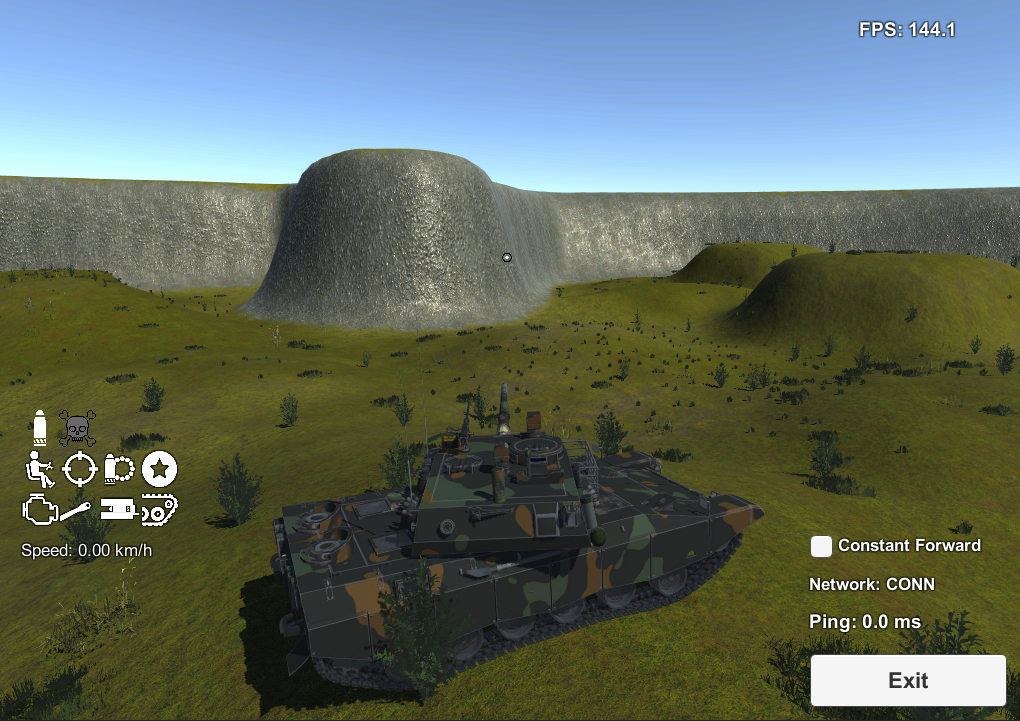 FPS: 144.1
Speed: 0.00 km/h
Constant Forward
Network: CONN
Ping: 0.0 ms
Exit